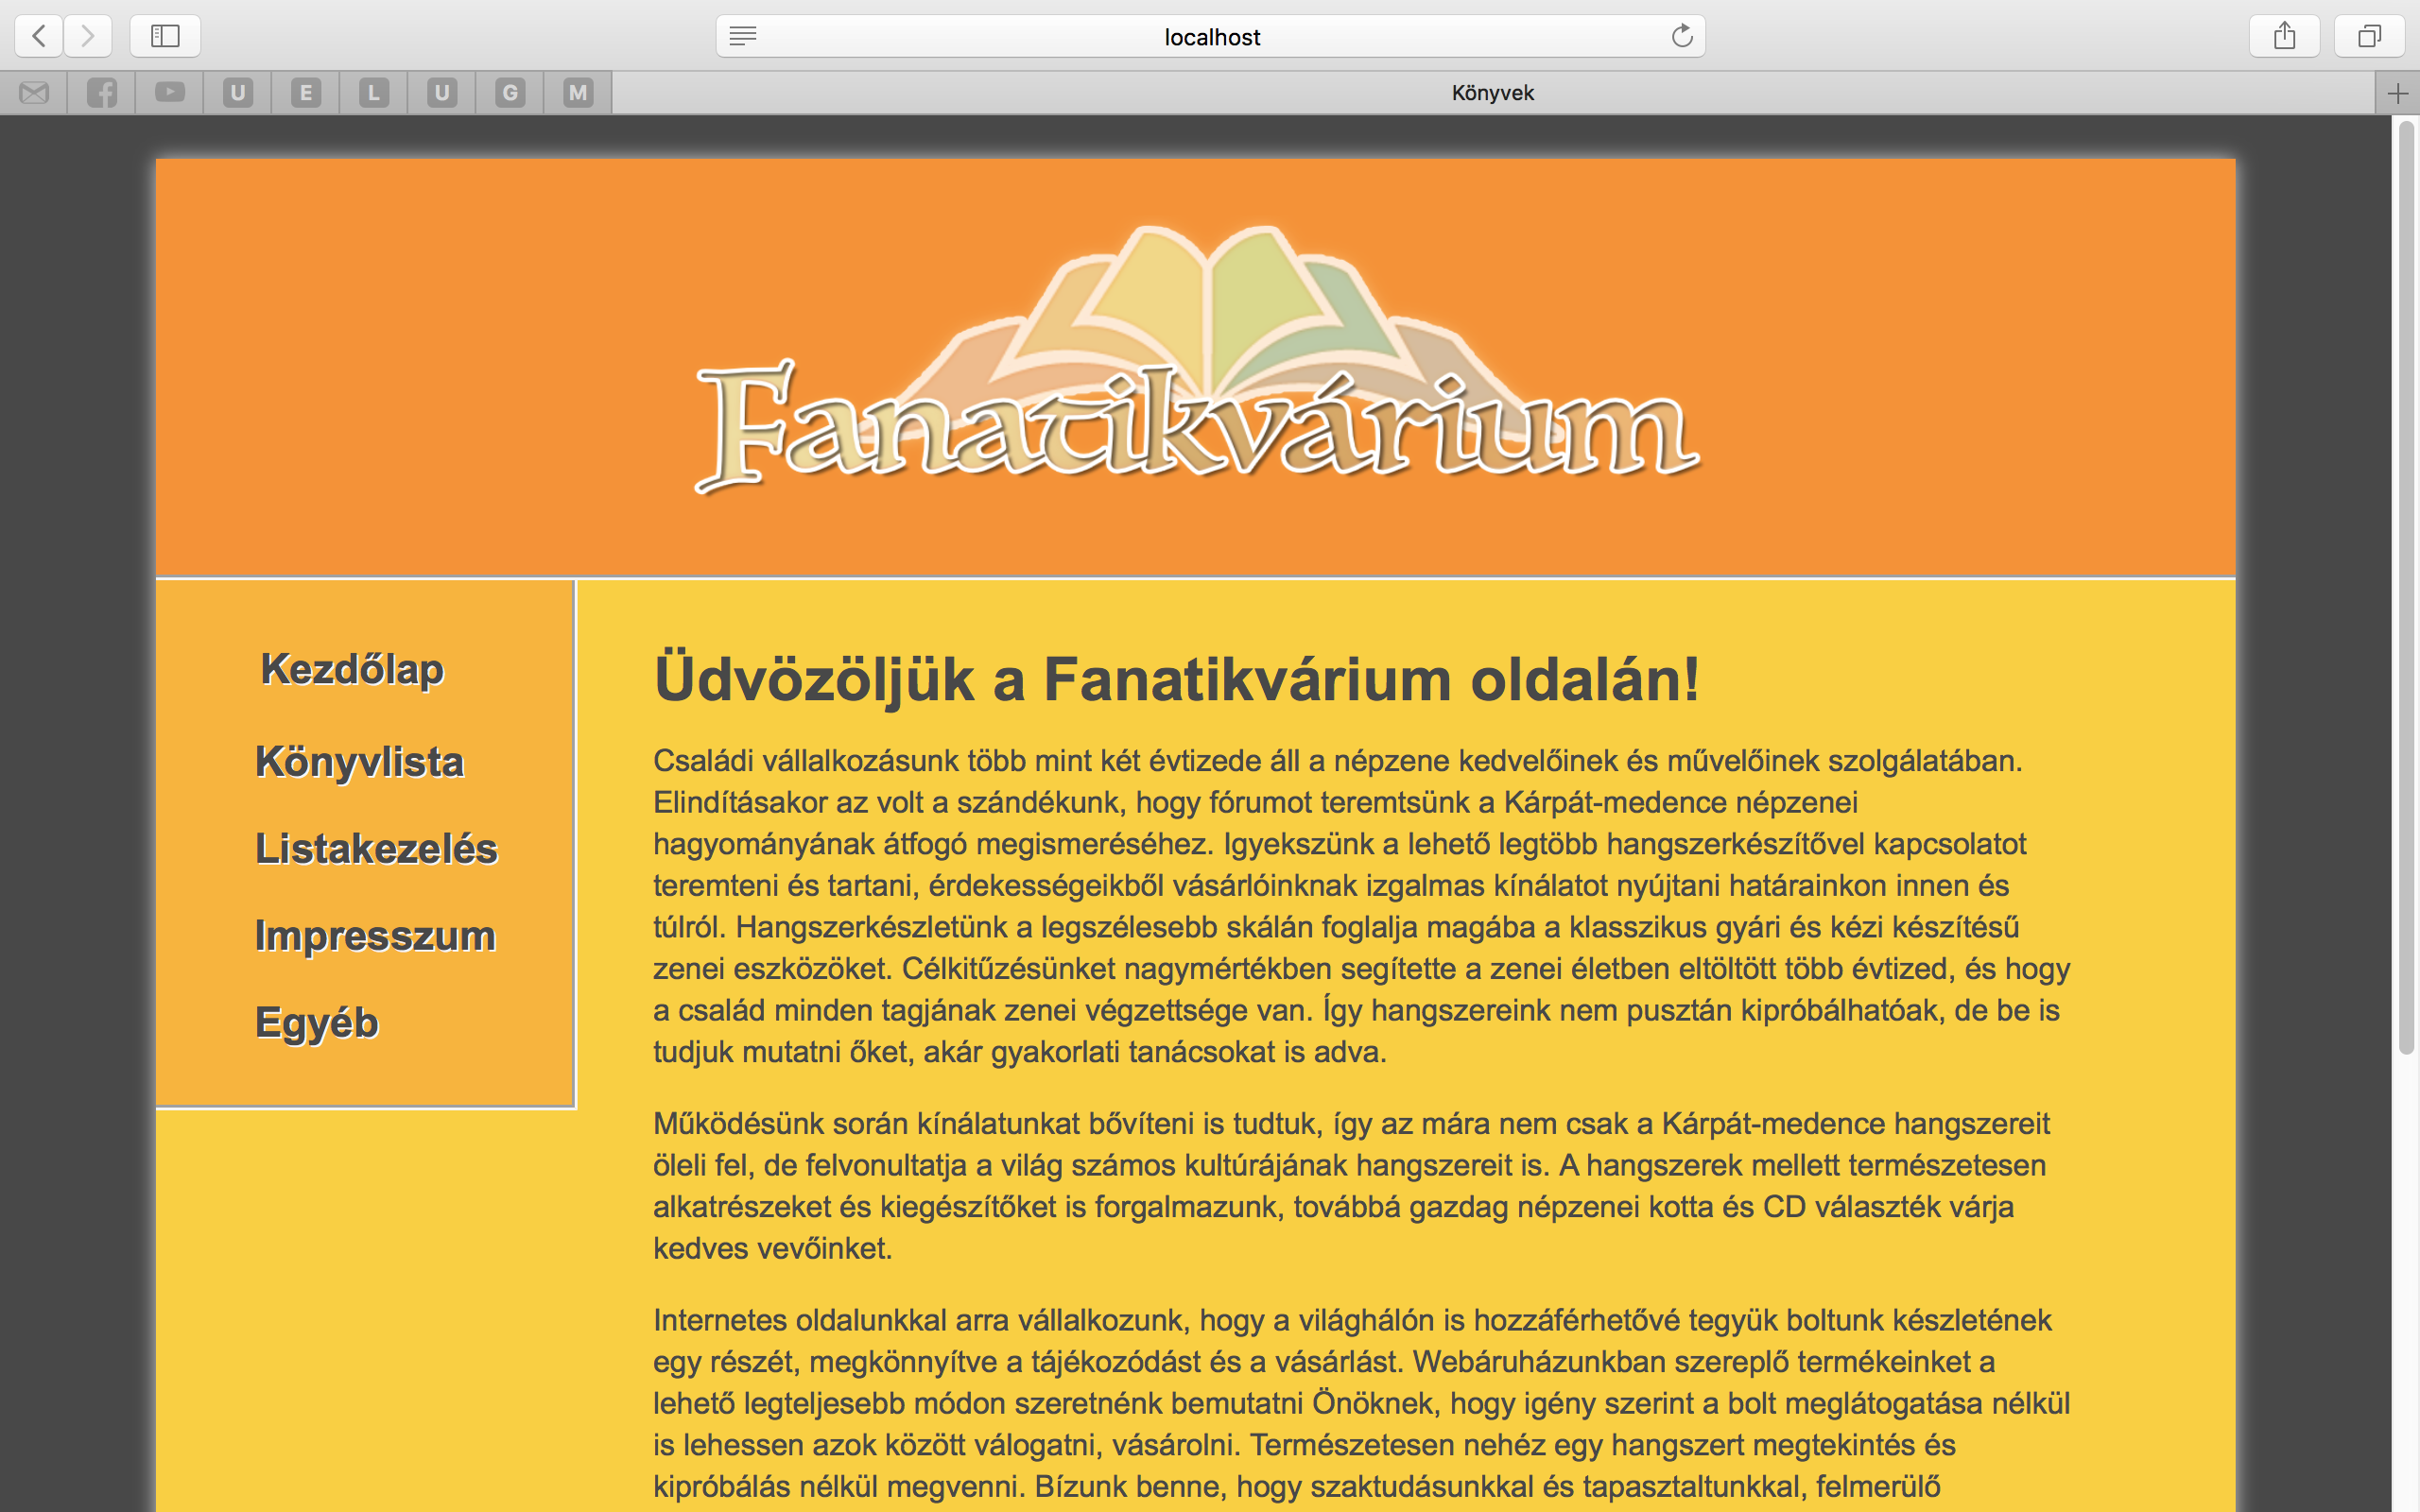 localhost
U E L U G M Könyvek
Fanatikvárium
Kezdőlap
Könyvlista
Listakezelés
Impresszum
Egyéb
Üdvözöljük a Fanatikvárium oldalán!
Családi vállalkozásunk több mint két évtizede áll a népzene kedvelőinek és művelőinek szolgálatában.
Elindításakor az volt a szándékunk, hogy fórumot teremtsünk a Kárpát-medence népzenei
hagyományának átfogó megismeréséhez. Igyekszünk a lehető legtöbb hangszerkészítővel kapcsolatot
teremteni és tartani, érdekességeikből vásárlóinknak izgalmas kínálatot nyújtani határainkon innen és
túlról. Hangszerkészletünk a legszélesebb skálán foglalja magába a klasszikus gyári és kézi készítésű
zenei eszközöket. Célkitűzésünket nagymértékben segítette a zenei életben eltöltött több évtized, és hogy
a család minden tagjának zenei végzettsége van. Így hangszereink nem pusztán kipróbálhatóak, de be is
tudjuk mutatni őket, akár gyakorlati tanácsokat is adva.
Működésünk során kínálatunkat bővíteni is tudtuk, így az mára nem csak a Kárpát-medence hangszereit
öleli fel, de felvonultatja a világ számos kultúrájának hangszereit is. A hangszerek mellett természetesen
alkatrészeket és kiegészítőket is forgalmazunk, továbbá gazdag népzenei kotta és CD választék várja
kedves vevőinket.
Internetes oldalunkkal arra vállalkozunk, hogy a világhálón is hozzáférhetővé tegyük boltunk készletének
egy részét, megkönnyítve a tájékozódást és a vásárlást. Webáruházunkban szereplő termékeinket a
lehető legteljesebb módon szeretnénk bemutatni Önöknek, hogy igény szerint a bolt meglátogatása nélkül
is lehessen azok között válogatni, vásárolni. Természetesen nehéz egy hangszert megtekintés és
kipróbálás nélkül megvenni. Bízunk benne, hogy szaktudásunkkal és tapasztaltunkkal, felmerülő